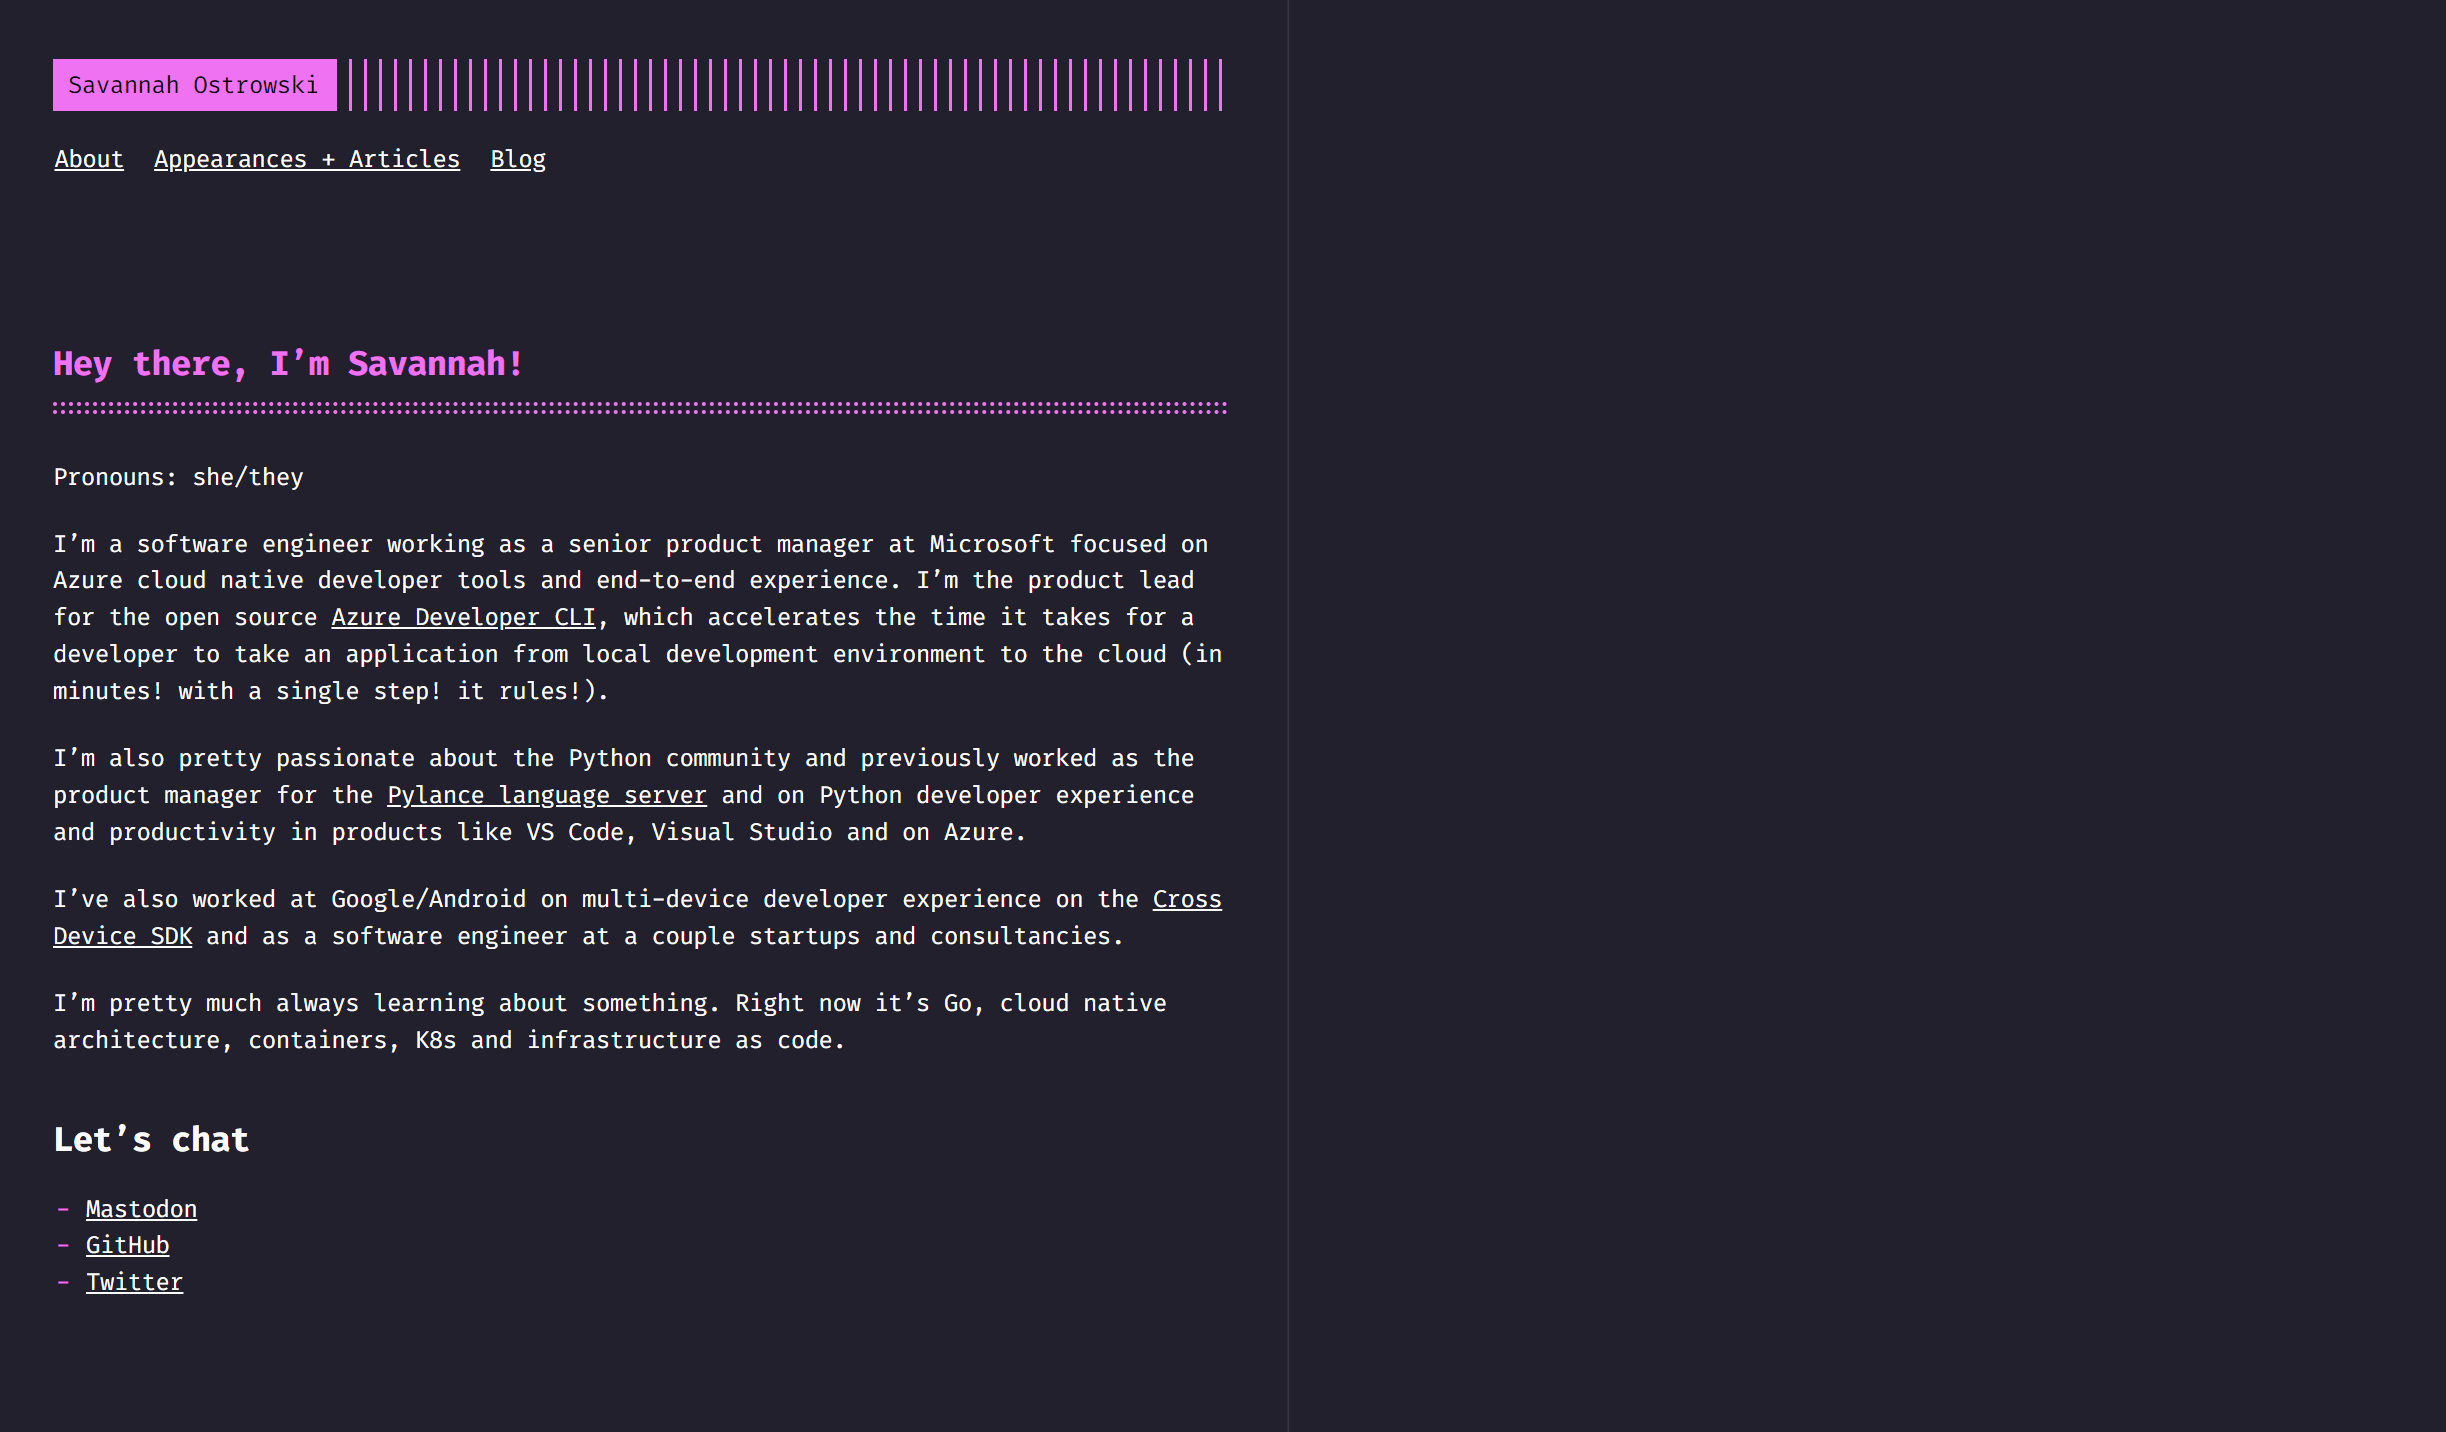 Savannah Ostrowski
About Appearances + Articles Blog
Hey there, I’m Savannah!
Pronouns: she/they
I’m a software engineer working as a senior product manager at Microsoft focused on
Azure cloud native developer tools and end-to-end experience. I’m the product lead
for the open source Azure Developer CLI, which accelerates the time it takes for a
developer to take an application from local development environment to the cloud (in
minutes! with a single step! it rules!).
I’m also pretty passionate about the Python community and previously worked as the
product manager for the Pylance language server and on Python developer experience
and productivity in products like VS Code, Visual Studio and on Azure.
I’ve also worked at Google/Android on multi-device developer experience on the Cross
Device SDK and as a software engineer at a couple startups and consultancies.
I’m pretty much always learning about something. Right now it’s Go, cloud native
architecture, containers, K8s and infrastructure as code.
Let’s chat
- Mastodon
- GitHub
- Twitter